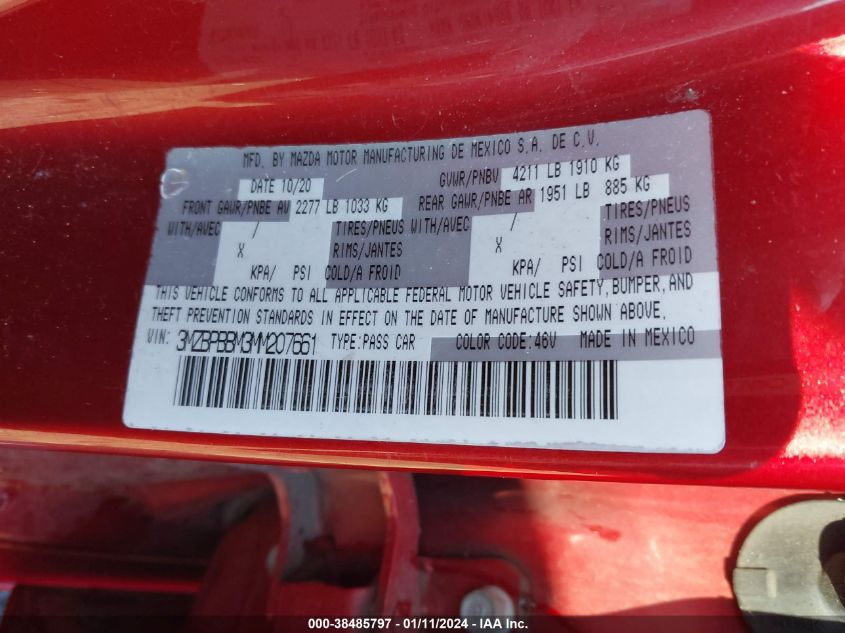 MFD. BY MAZDA MOTOR MANUFACTURING DE MEXICO S.A. DE C.V.
DATE 10/20 GVWR/PNBV 4211 LB 1910 KG
FRONT GAWR/PNBE AV 2277 LB 1033 KG REAR GAWR/PNBE AR 1951 LB 885 KG
WITH/AVEC / TIRES/PNEUS WITH/AVEC / TIRES/PNEUS
X RIMS/JANTES X RIMS/JANTES
KPA/ PSI COLD/A FROID KPA/ PSI COLD/A FROID
THIS VEHICLE CONFORMS TO ALL APPLICABLE FEDERAL MOTOR VEHICLE SAFETY, BUMPER, AND
THEFT PREVENTION STANDARDS IN EFFECT ON THE DATE OF MANUFACTURE SHOWN ABOVE.
VIN: 3MZBPBBM3MM207661 TYPE: PASS CAR COLOR CODE: 46V MADE IN MEXICO
000-38485797 - 01/11/2024 - IAA Inc.